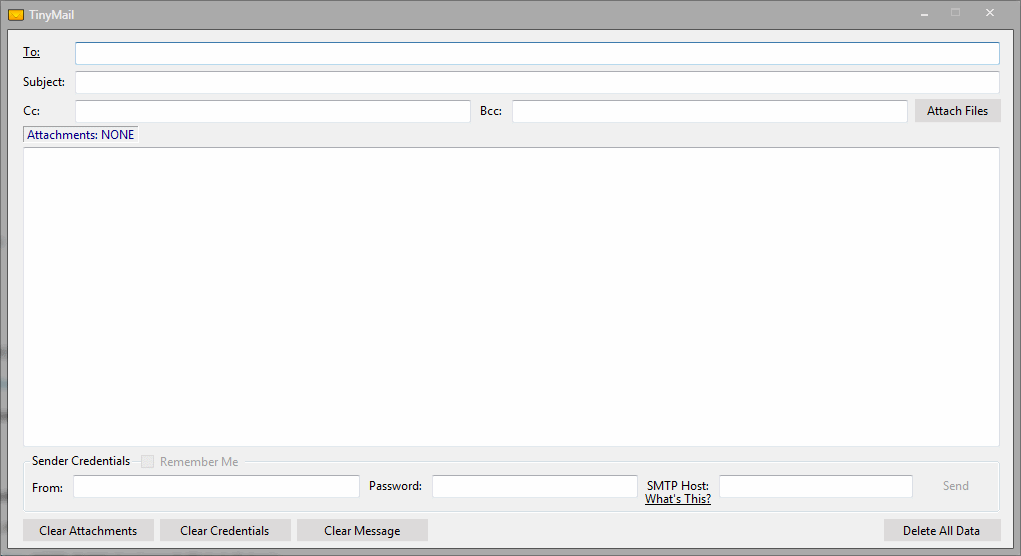 TinyMail
To:
Subject:
Cc: Bcc: Attach Files
Attachments: NONE
Sender Credentials Remember Me
From: Password: SMTP Host: Send
What's This?
Clear Attachments Clear Credentials Clear Message Delete All Data